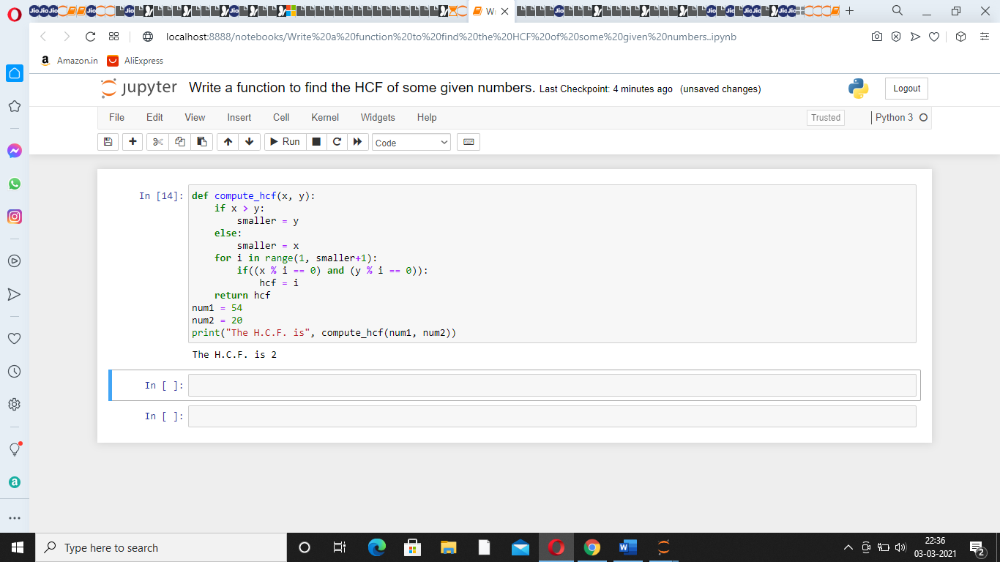 localhost:8888/notebooks/Write%20a%20function%20to%20find%20the%20HCF%20of%20some%20given%20numbers..ipynb
Amazon.in AliExpress
jupyter Write a function to find the HCF of some given numbers. Last Checkpoint: 4 minutes ago (unsaved changes)
Logout
File Edit View Insert Cell Kernel Widgets Help Trusted Python 3
Run Code
In [14]: def compute_hcf(x, y):
    if x > y:
        smaller = y
    else:
        smaller = x
    for i in range(1, smaller+1):
        if((x % i == 0) and (y % i == 0)):
            hcf = i
    return hcf
num1 = 54
num2 = 20
print("The H.C.F. is", compute_hcf(num1, num2))
The H.C.F. is 2
In [ ]:
In [ ]:
Type here to search
22:36
03-03-2021
2